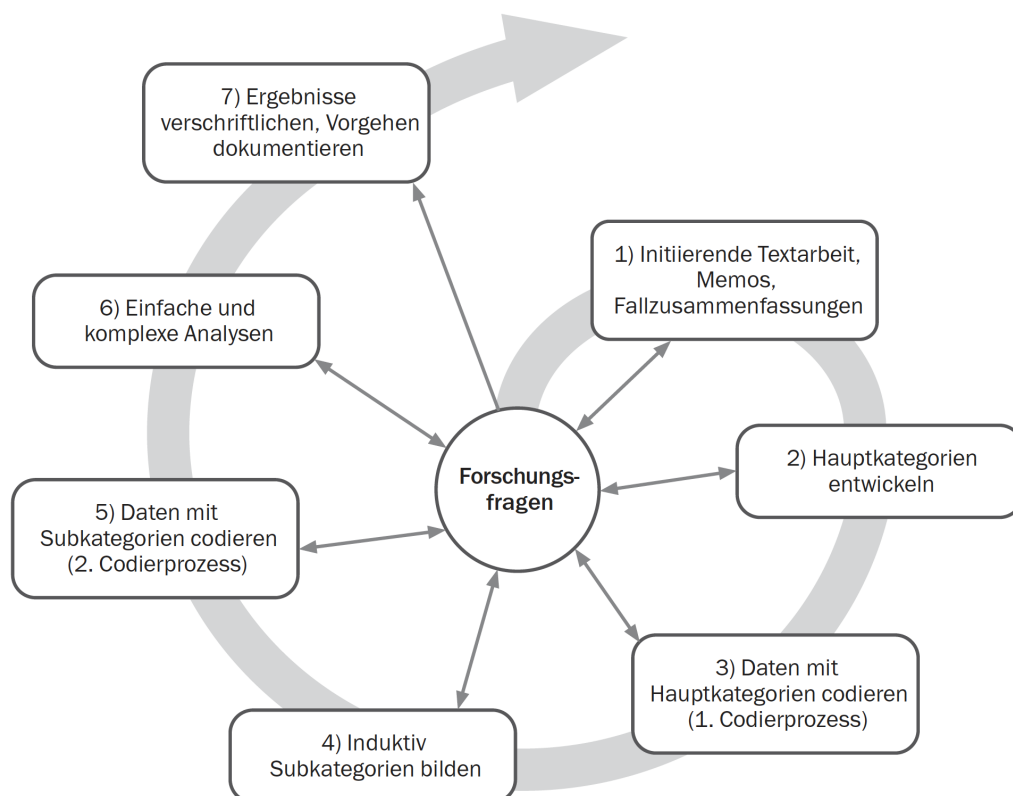 7) Ergebnisse
verschriftlichen, Vorgehen
dokumentieren
1) Initiierende Textarbeit,
Memos,
Fallzusammenfassungen
6) Einfache und
komplexe Analysen
Forschungs-
fragen
2) Hauptkategorien
entwickeln
5) Daten mit
Subkategorien codieren
(2. Codierprozess)
3) Daten mit
Hauptkategorien codieren
(1. Codierprozess)
4) Induktiv
Subkategorien bilden